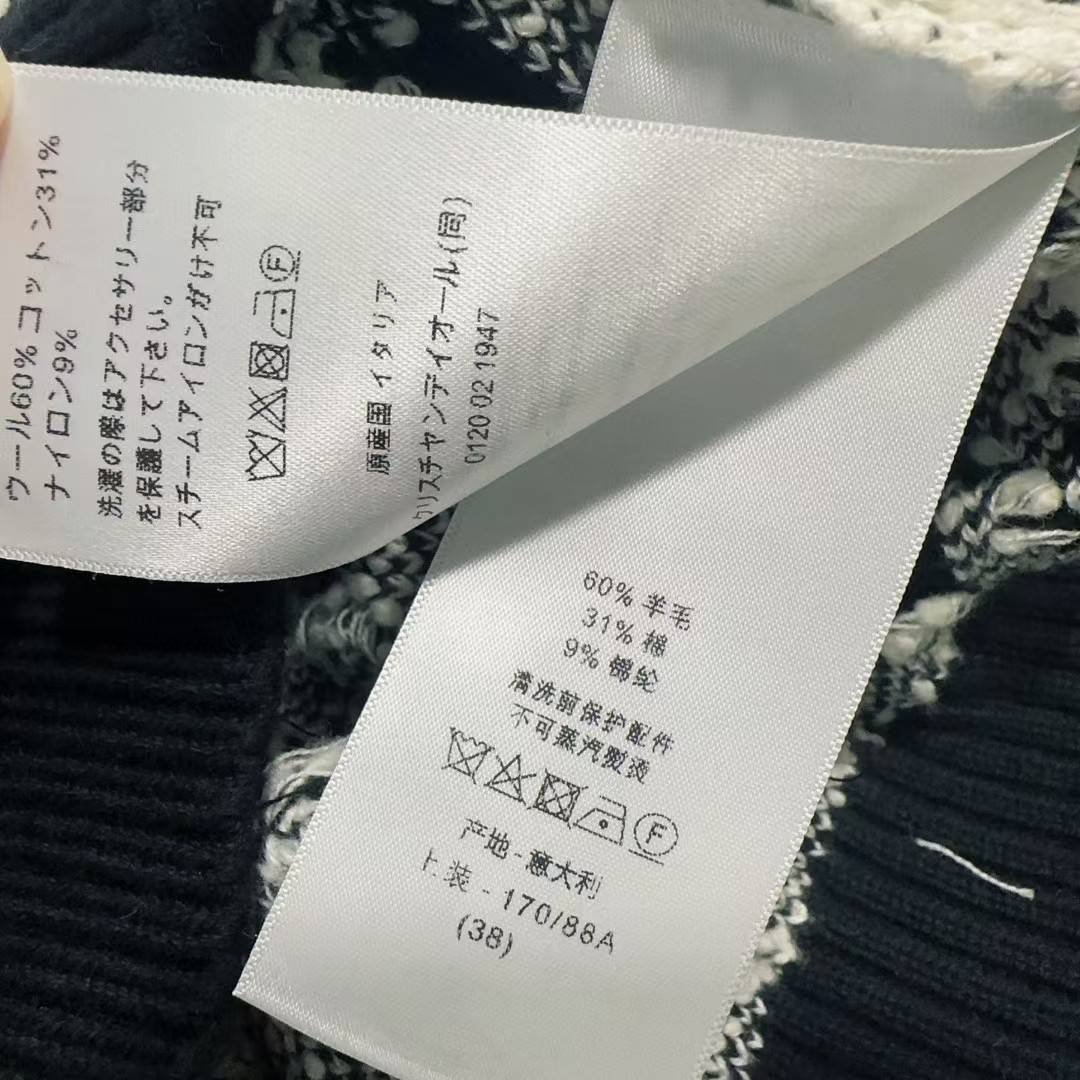 ウール60% コットン31%
ナイロン9%
洗濯の際はアクセサリー部分
を保護して下さい。
スチームアイロンがけ不可
F
原産国 イタリア
クリスチャンディオール(同)
0120 02 1947
60% 羊毛
31% 棉
9% 棉纶
清洗前保护配件
不可蒸汽熨烫
F
产地 - 意大利
上装 - 170/88A
(38)